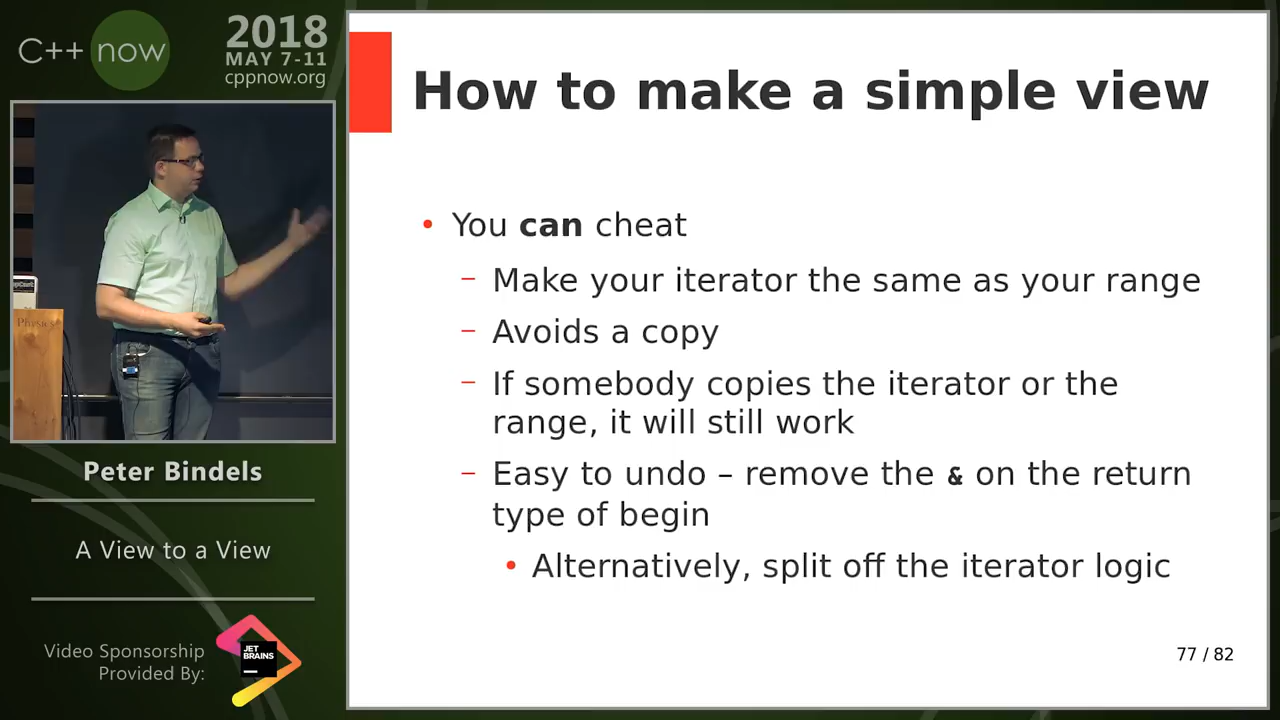 C++ now
2018
MAY 7-11
cppnow.org
How to make a simple view
• You can cheat
– Make your iterator the same as your range
– Avoids a copy
– If somebody copies the iterator or the
range, it will still work
– Easy to undo – remove the & on the return
type of begin
• Alternatively, split off the iterator logic
77 / 82
Physics
Peter Bindels
A View to a View
Video Sponsorship
Provided By:
JET
BRAINS